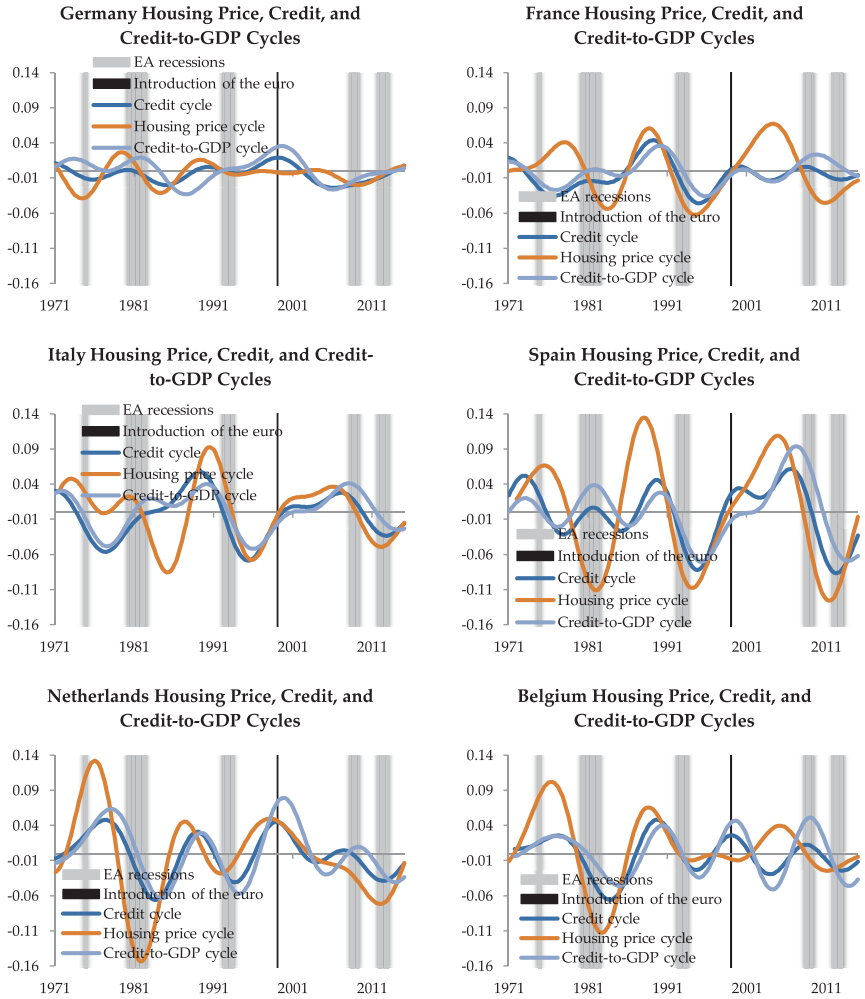 Germany Housing Price, Credit, and
Credit-to-GDP Cycles
EA recessions
Introduction of the euro
Credit cycle
Housing price cycle
Credit-to-GDP cycle
0.14
0.09
0.04
-0.01
-0.06
-0.11
-0.16
1971
1981
1991
2001
2011
France Housing Price, Credit, and
Credit-to-GDP Cycles
0.14
0.09
0.04
-0.01
-0.06
-0.11
-0.16
EA recessions
Introduction of the euro
Credit cycle
Housing price cycle
Credit-to-GDP cycle
1971
1981
1991
2001
2011
Italy Housing Price, Credit, and Credit-
to-GDP Cycles
EA recessions
Introduction of the euro
Credit cycle
Housing price cycle
Credit-to-GDP cycle
0.14
0.09
0.04
-0.01
-0.06
-0.11
-0.16
1971
1981
1991
2001
2011
Spain Housing Price, Credit, and
Credit-to-GDP Cycles
0.14
0.09
0.04
-0.01
-0.06
-0.11
-0.16
EA recessions
Introduction of the euro
Credit cycle
Housing price cycle
Credit-to-GDP cycle
1971
1981
1991
2001
2011
Netherlands Housing Price, Credit, and
Credit-to-GDP Cycles
0.14
0.09
0.04
-0.01
-0.06
-0.11
-0.16
EA recessions
Introduction of the euro
Credit cycle
Housing price cycle
Credit-to-GDP cycle
1971
1981
1991
2001
2011
Belgium Housing Price, Credit, and
Credit-to-GDP Cycles
0.14
0.09
0.04
-0.01
-0.06
-0.11
-0.16
EA recessions
Introduction of the euro
Credit cycle
Housing price cycle
Credit-to-GDP cycle
1971
1981
1991
2001
2011